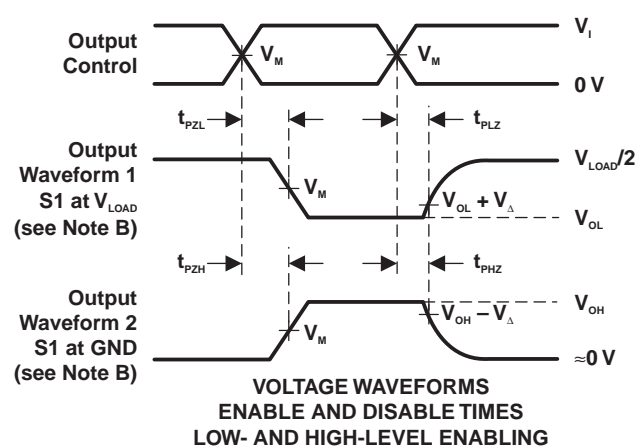 Output
Control
V_M
V_M
V_I
0 V
t_PZL
t_PLZ
Output
Waveform 1
S1 at V_LOAD
(see Note B)
V_M
V_LOAD/2
V_OL + V_Δ
V_OL
t_PZH
t_PHZ
Output
Waveform 2
S1 at GND
(see Note B)
V_M
V_OH
V_OH – V_Δ
≈0 V
VOLTAGE WAVEFORMS
ENABLE AND DISABLE TIMES
LOW- AND HIGH-LEVEL ENABLING